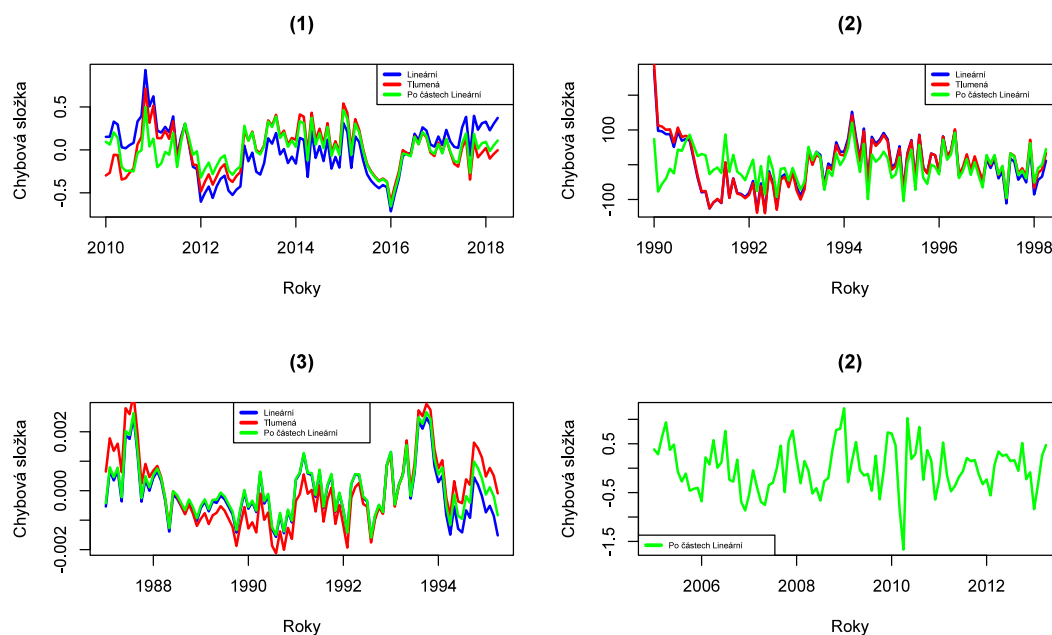 (1)
Chybová složka
0.5
0.0
-0.5
Lineární
Tlumená
Po částech Lineární
2010
2012
2014
2016
2018
Roky
(2)
Chybová složka
100
-100
Lineární
Tlumená
Po částech Lineární
1990
1992
1994
1996
1998
Roky
(3)
Chybová složka
0.002
0.000
-0.002
Lineární
Tlumená
Po částech Lineární
1988
1990
1992
1994
Roky
(2)
Chybová složka
0.5
-0.5
-1.5
Po částech Lineární
2006
2008
2010
2012
Roky